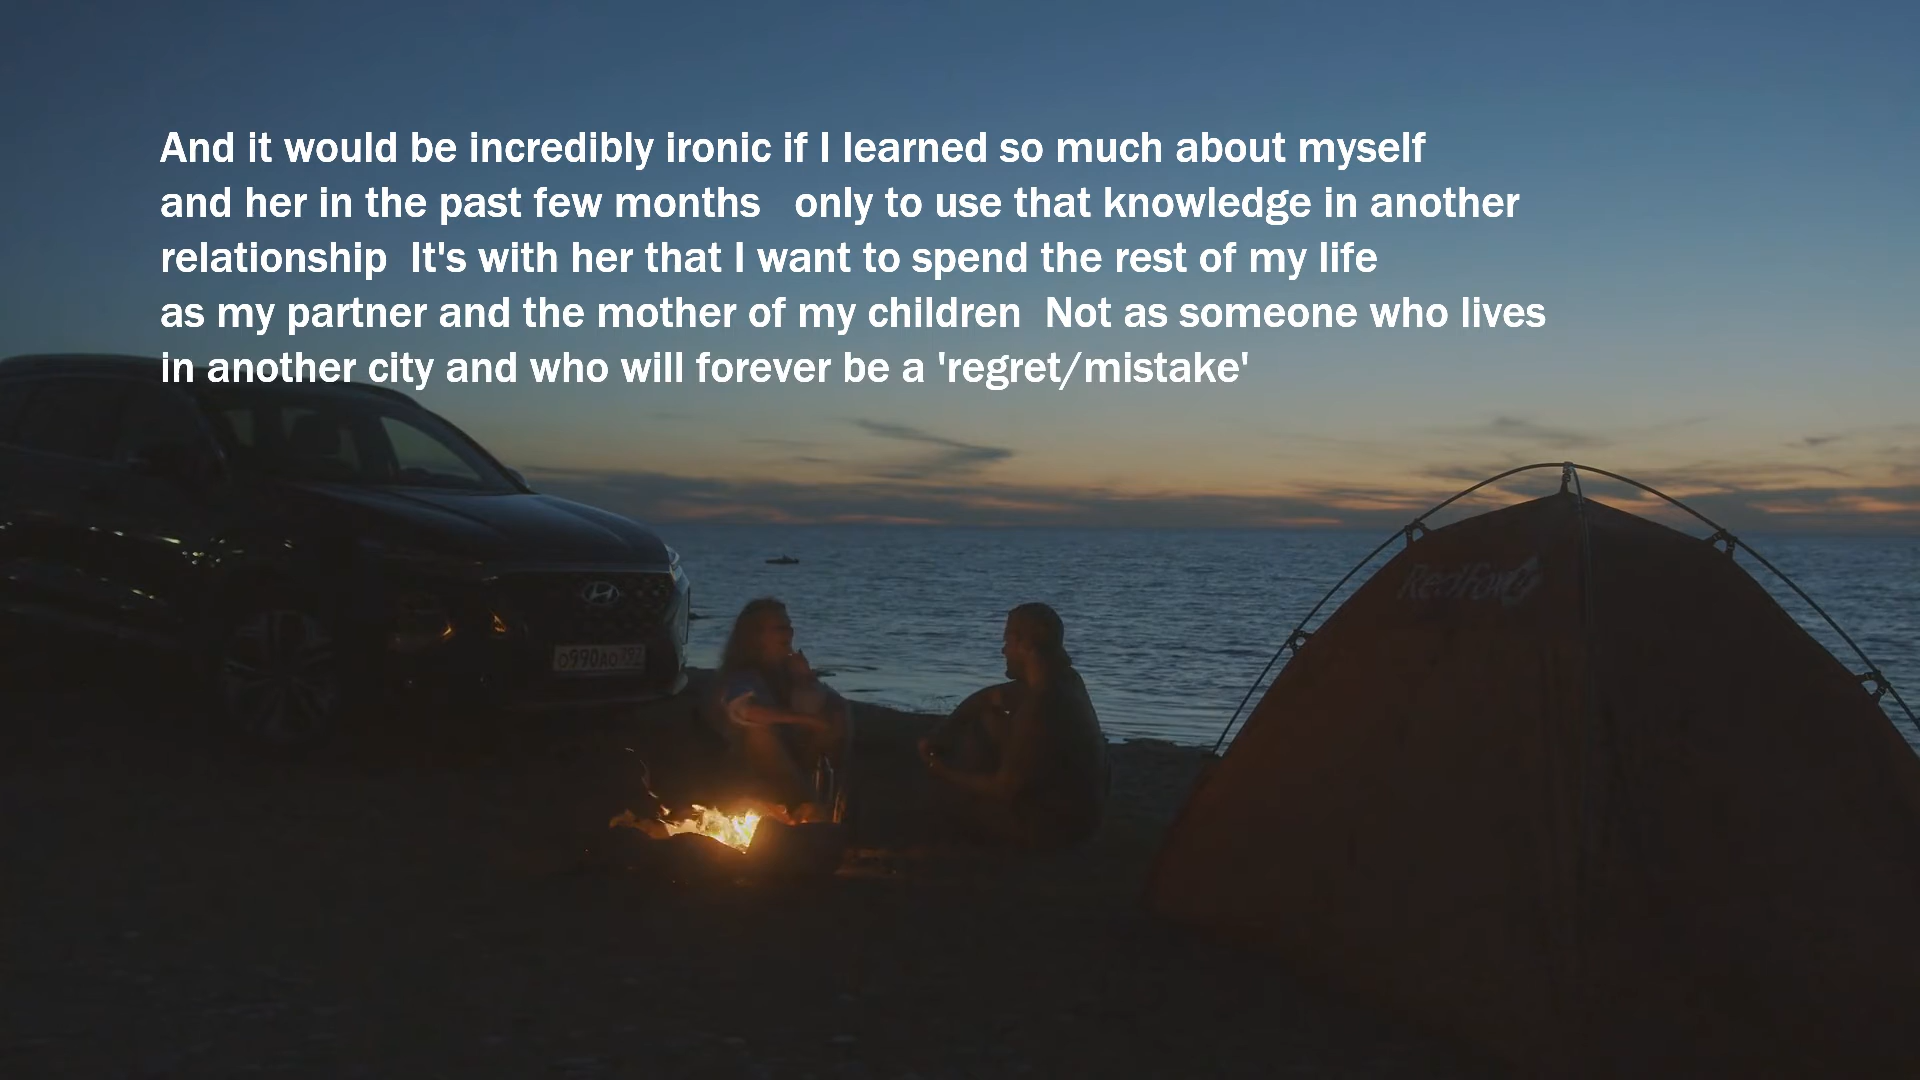 And it would be incredibly ironic if I learned so much about myself
and her in the past few months   only to use that knowledge in another
relationship  It's with her that I want to spend the rest of my life
as my partner and the mother of my children  Not as someone who lives
in another city and who will forever be a 'regret/mistake'
RedFox
О990АО